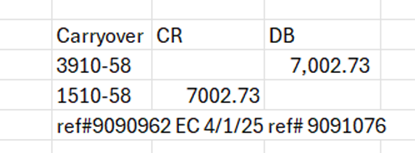 Carryover CR DB
3910-58 7,002.73
1510-58 7002.73
ref#9090962 EC 4/1/25 ref# 9091076